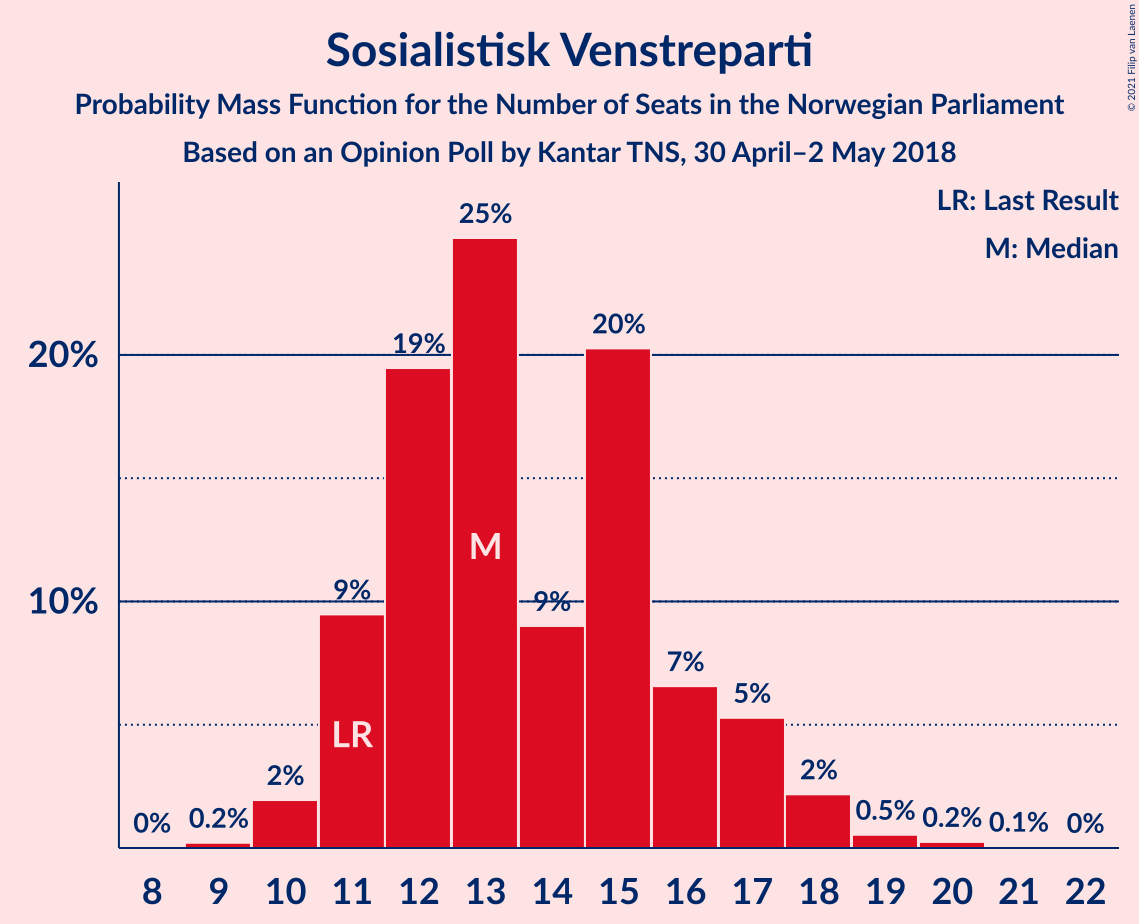 © 2021 Filip van Laenen
Sosialistisk Venstreparti
Probability Mass Function for the Number of Seats in the Norwegian Parliament
Based on an Opinion Poll by Kantar TNS, 30 April–2 May 2018
LR: Last Result
M: Median
20%
10%
0%
0.2%
2%
9%
19%
25%
9%
20%
7%
5%
2%
0.5%
0.2%
0.1%
0%
LR
M
8 9 10 11 12 13 14 15 16 17 18 19 20 21 22